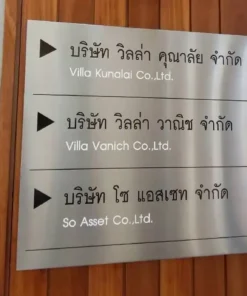 บริษัท วิลล่า คุณาลัย จำกัด
Villa Kunalai Co.,Ltd.
บริษัท วิลล่า วาณิช จำกัด
Villa Vanich Co.,Ltd.
บริษัท โซ แอสเซท จำกัด
So Asset Co.,Ltd.